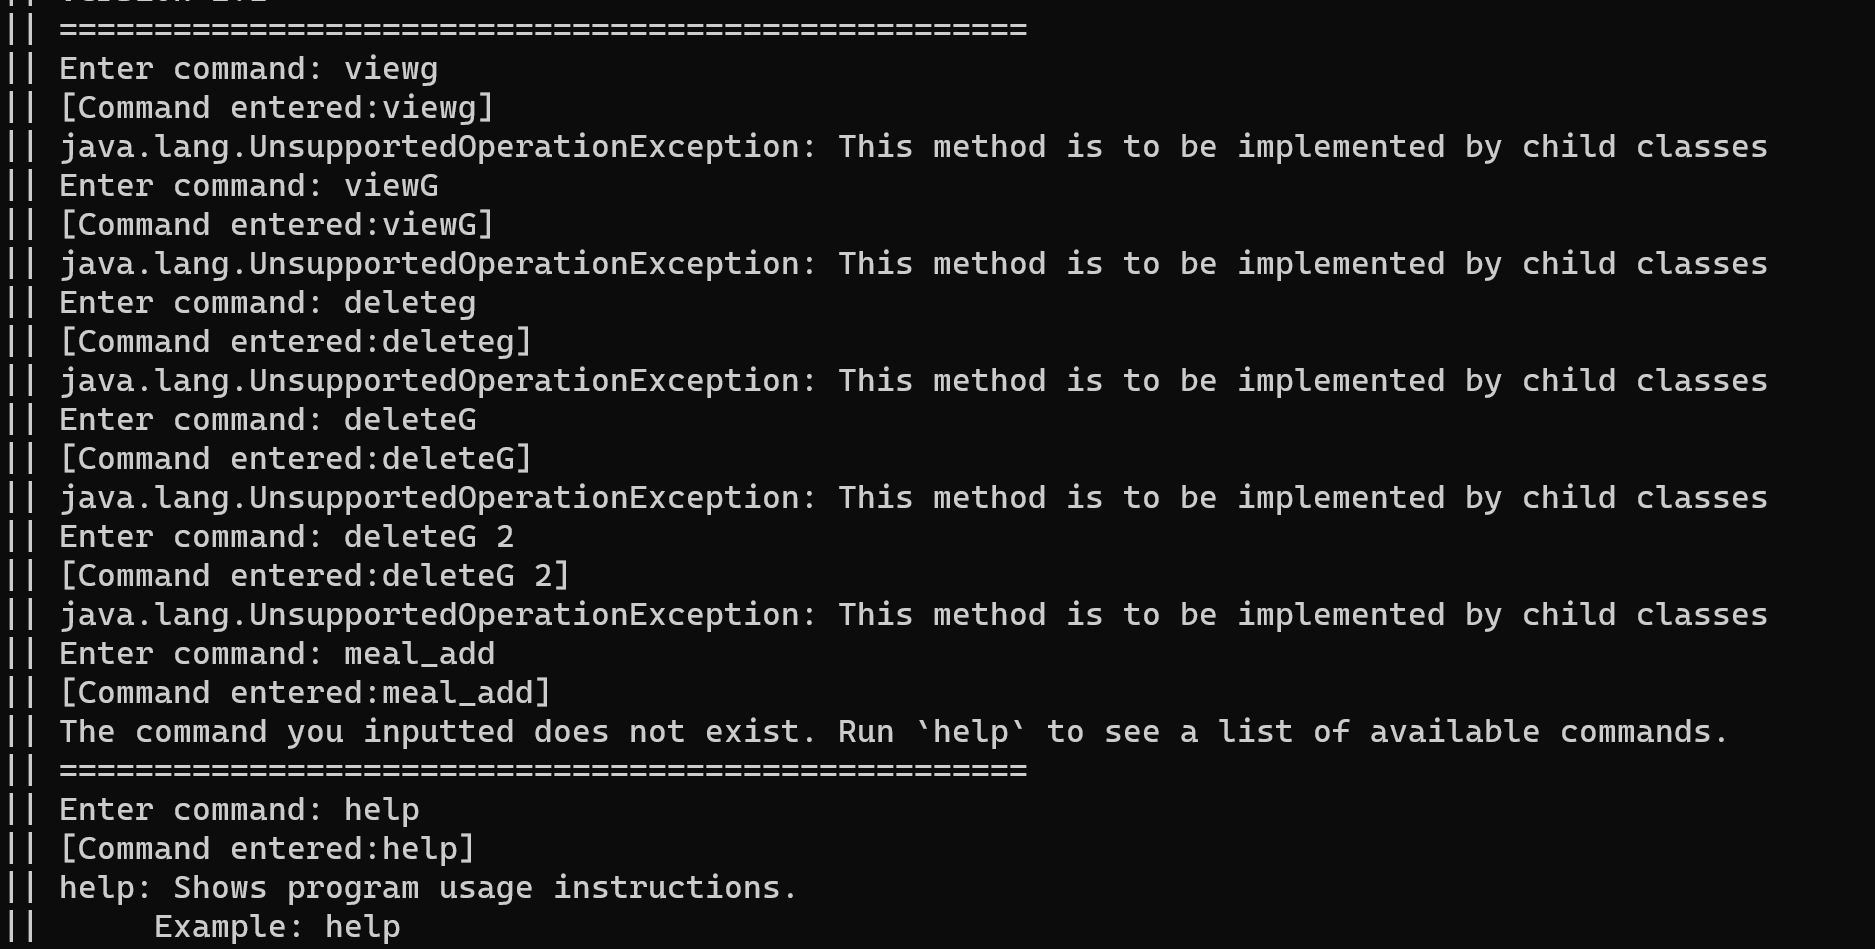 || ===================================================
|| Enter command: viewg
|| [Command entered:viewg]
|| java.lang.UnsupportedOperationException: This method is to be implemented by child classes
|| Enter command: viewG
|| [Command entered:viewG]
|| java.lang.UnsupportedOperationException: This method is to be implemented by child classes
|| Enter command: deleteg
|| [Command entered:deleteg]
|| java.lang.UnsupportedOperationException: This method is to be implemented by child classes
|| Enter command: deleteG
|| [Command entered:deleteG]
|| java.lang.UnsupportedOperationException: This method is to be implemented by child classes
|| Enter command: deleteG 2
|| [Command entered:deleteG 2]
|| java.lang.UnsupportedOperationException: This method is to be implemented by child classes
|| Enter command: meal_add
|| [Command entered:meal_add]
|| The command you inputted does not exist. Run `help` to see a list of available commands.
|| ===================================================
|| Enter command: help
|| [Command entered:help]
|| help: Shows program usage instructions.
||      Example: help